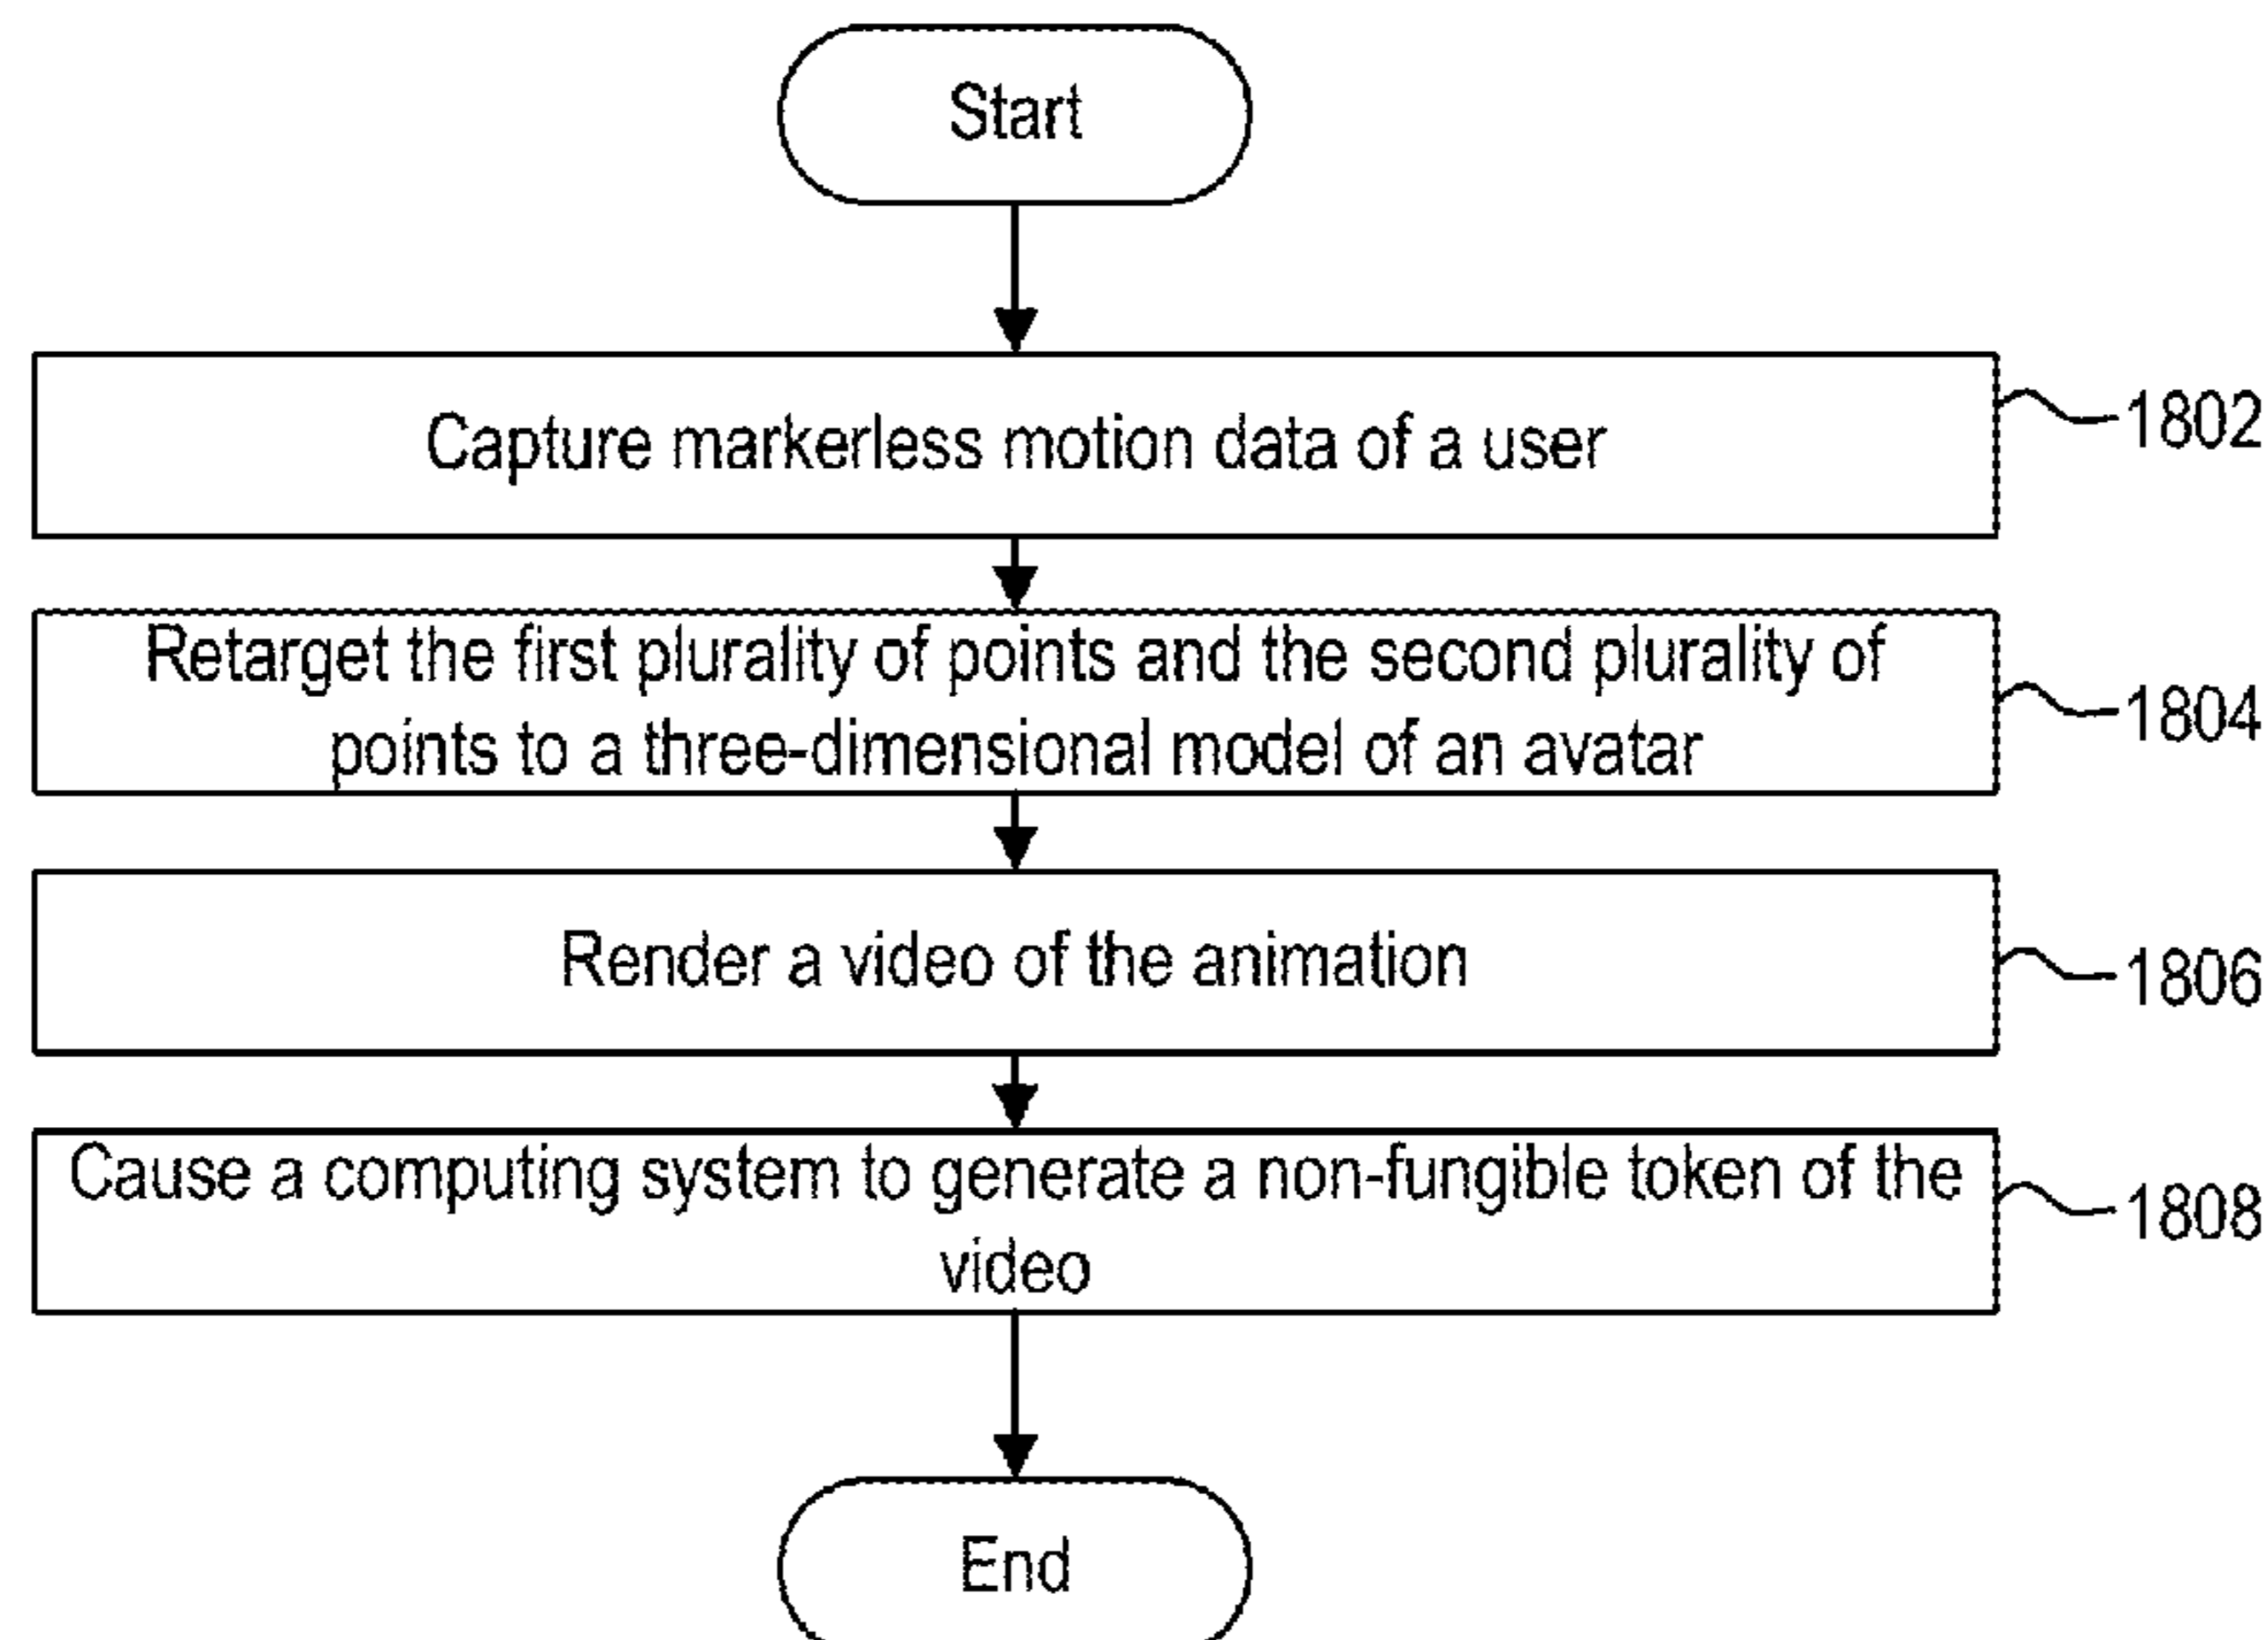 Start
Capture markerless motion data of a user
1802
Retarget the first plurality of points and the second plurality of
points to a three-dimensional model of an avatar
1804
Render a video of the animation
1806
Cause a computing system to generate a non-fungible token of the
video
1808
End